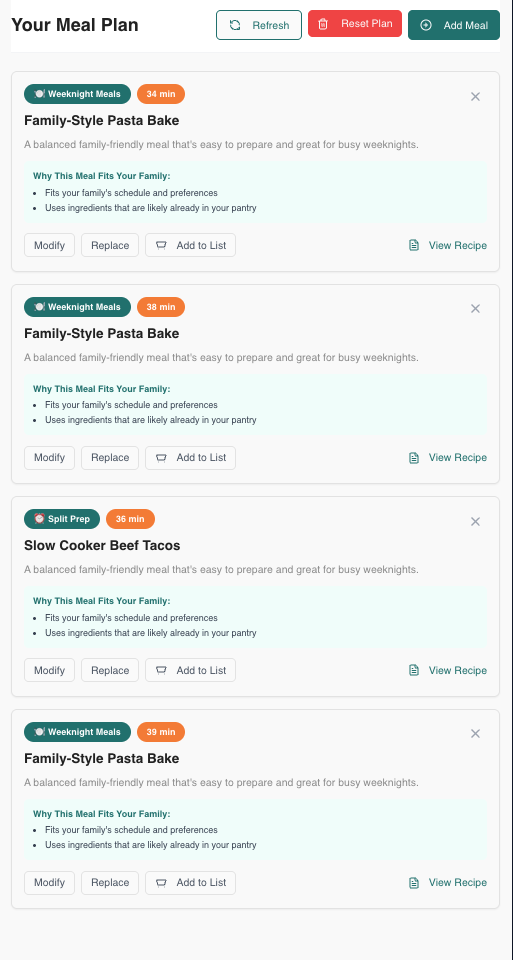 Your Meal Plan
Refresh
Reset Plan
Add Meal
Weeknight Meals
34 min
Family-Style Pasta Bake
A balanced family-friendly meal that's easy to prepare and great for busy weeknights.
Why This Meal Fits Your Family:
• Fits your family's schedule and preferences
• Uses ingredients that are likely already in your pantry
Modify
Replace
Add to List
View Recipe
Weeknight Meals
38 min
Family-Style Pasta Bake
A balanced family-friendly meal that's easy to prepare and great for busy weeknights.
Why This Meal Fits Your Family:
• Fits your family's schedule and preferences
• Uses ingredients that are likely already in your pantry
Modify
Replace
Add to List
View Recipe
Split Prep
36 min
Slow Cooker Beef Tacos
A balanced family-friendly meal that's easy to prepare and great for busy weeknights.
Why This Meal Fits Your Family:
• Fits your family's schedule and preferences
• Uses ingredients that are likely already in your pantry
Modify
Replace
Add to List
View Recipe
Weeknight Meals
39 min
Family-Style Pasta Bake
A balanced family-friendly meal that's easy to prepare and great for busy weeknights.
Why This Meal Fits Your Family:
• Fits your family's schedule and preferences
• Uses ingredients that are likely already in your pantry
Modify
Replace
Add to List
View Recipe